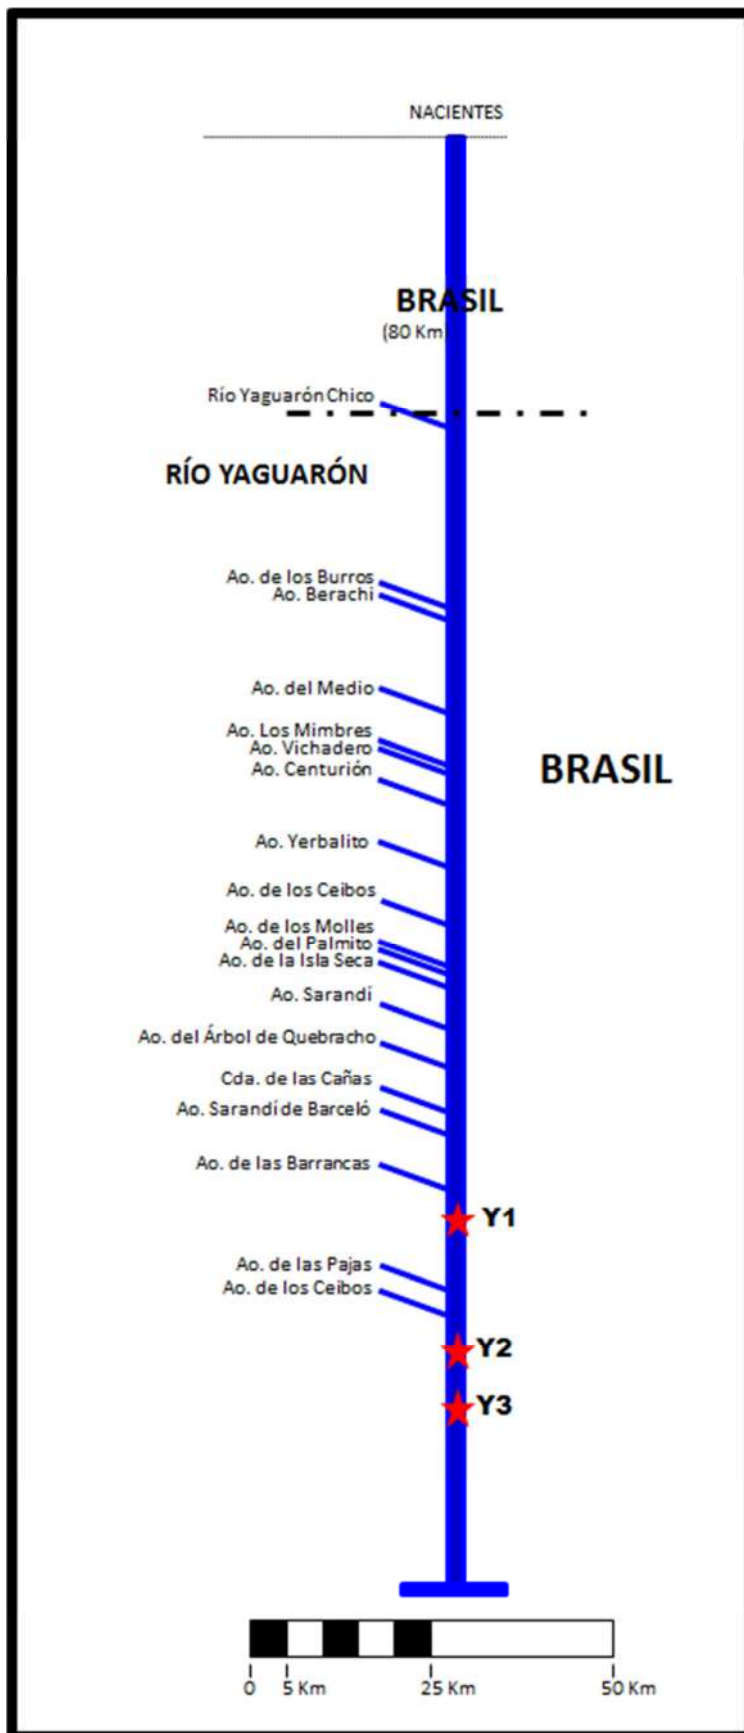 NACIENTES
BRASIL
(80 Km)
Río Yaguarón Chico
RÍO YAGUARÓN
Ao. de los Burros
Ao. Berachi
Ao. del Medio
Ao. Los Mimbres
Ao. Vichadero
Ao. Centurión
BRASIL
Ao. Yerbalito
Ao. de los Ceibos
Ao. de los Molles
Ao. del Palmito
Ao. de la Isla Seca
Ao. Sarandí
Ao. del Árbol de Quebracho
Cda. de las Cañas
Ao. Sarandí de Barceló
Ao. de las Barrancas
Y1
Ao. de las Pajas
Ao. de los Ceibos
Y2
Y3
0 5 Km 25 Km 50 Km